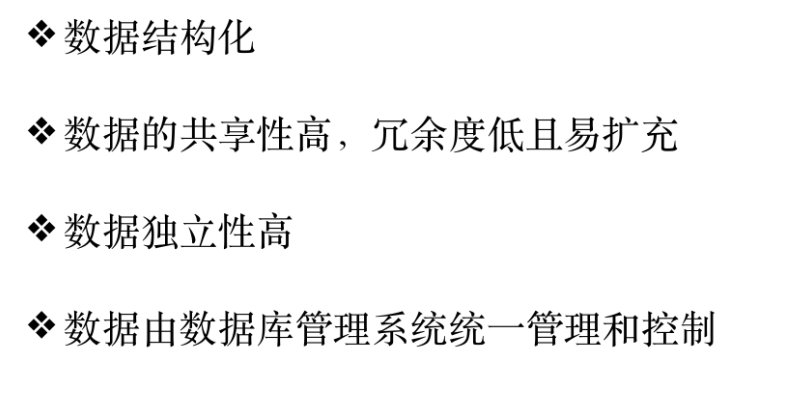 ❖数据结构化
❖数据的共享性高，冗余度低且易扩充
❖数据独立性高
❖数据由数据库管理系统统一管理和控制